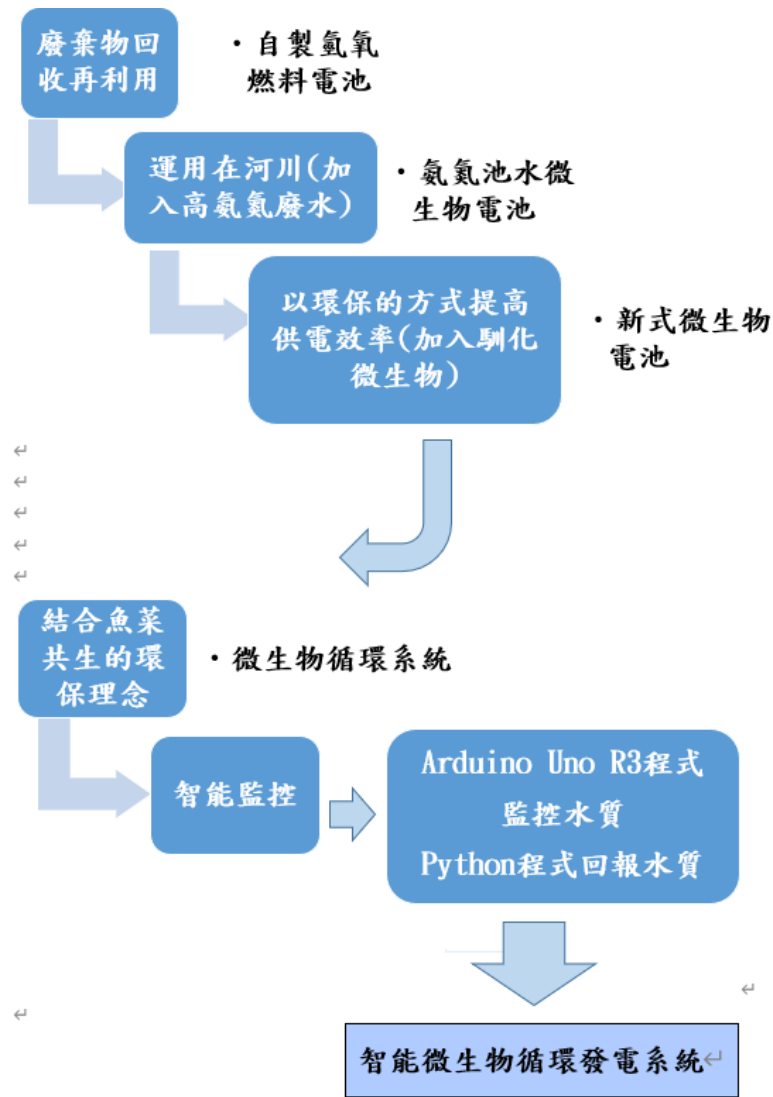 廢棄物回
收再利用
・自製氫氧
燃料電池
運用在河川(加
入高氨氮廢水)
・氨氮池水微
生物電池
以環保的方式提高
供電效率(加入馴化
微生物)
・新式微生物
電池
結合魚菜
共生的環
保理念
・微生物循環系統
智能監控
Arduino Uno R3程式
監控水質
Python程式回報水質
智能微生物循環發電系統